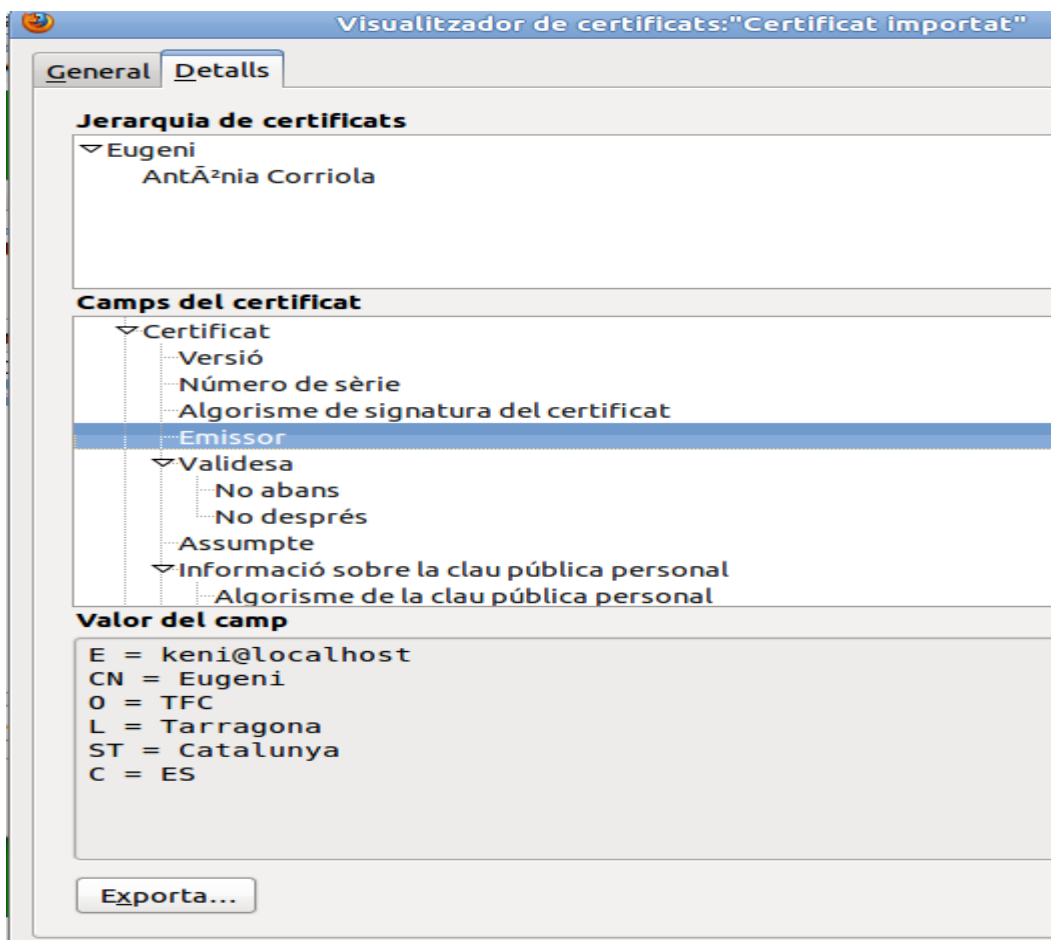 Visualitzador de certificats:"Certificat importat"
General Detalls
Jerarquia de certificats
Eugeni
AntÃ²nia Corriola
Camps del certificat
Certificat
Versió
Número de sèrie
Algorisme de signatura del certificat
Emissor
Validesa
No abans
No després
Assumpte
Informació sobre la clau pública personal
Algorisme de la clau pública personal
Valor del camp
E = keni@localhost
CN = Eugeni
O = TFC
L = Tarragona
ST = Catalunya
C = ES
Exporta...